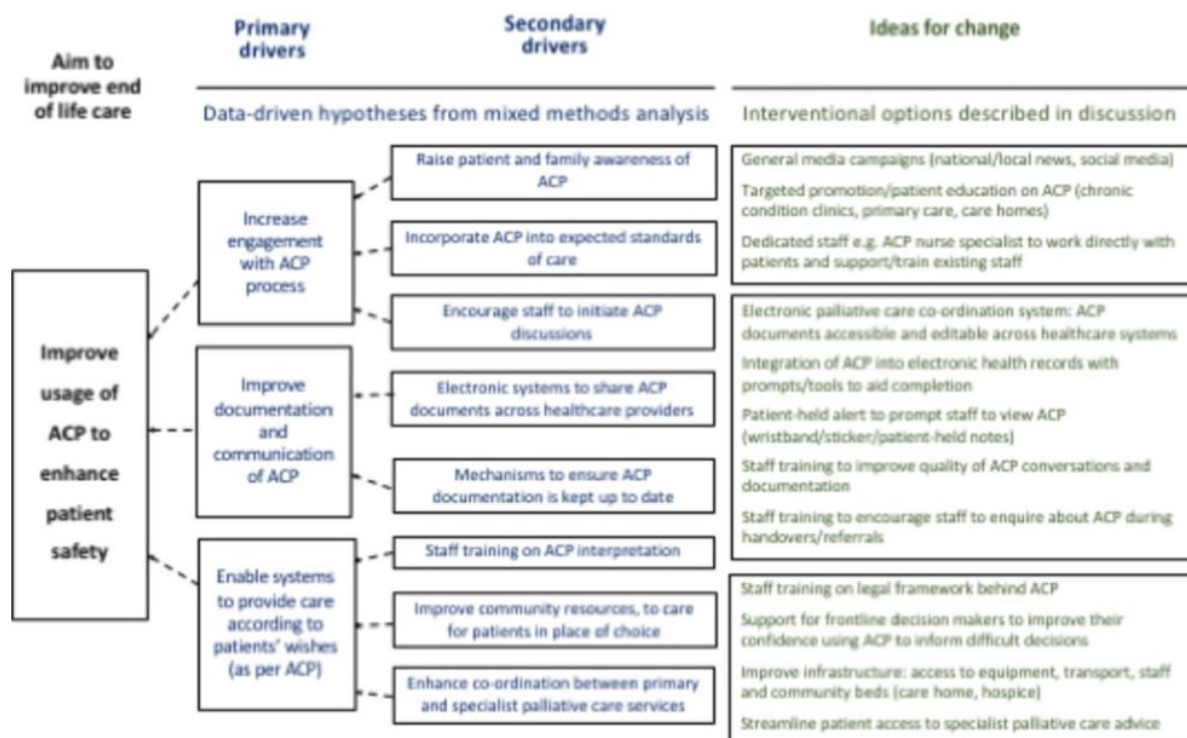 Primary
drivers
Secondary
drivers
Ideas for change
Aim to
improve end
of life care
Data-driven hypotheses from mixed methods analysis
Interventional options described in discussion
Improve
usage of
ACP to
enhance
patient
safety
Increase
engagement
with ACP
process
Improve
documentation
and
communication
of ACP
Enable systems
to provide care
according to
patients' wishes
(as per ACP)
Raise patient and family awareness of
ACP
Incorporate ACP into expected standards
of care
Encourage staff to initiate ACP
discussions
Electronic systems to share ACP
documents across healthcare providers
Mechanisms to ensure ACP
documentation is kept up to date
Staff training on ACP interpretation
Improve community resources, to care
for patients in place of choice
Enhance co-ordination between primary
and specialist palliative care services
General media campaigns (national/local news, social media)
Targeted promotion/patient education on ACP (chronic
condition clinics, primary care, care homes)
Dedicated staff e.g. ACP nurse specialist to work directly with
patients and support/train existing staff
Electronic palliative care co-ordination system: ACP
documents accessible and editable across healthcare systems
Integration of ACP into electronic health records with
prompts/tools to aid completion
Patient-held alert to prompt staff to view ACP
(wristband/sticker/patient-held notes)
Staff training to improve quality of ACP conversations and
documentation
Staff training to encourage staff to enquire about ACP during
handovers/referrals
Staff training on legal framework behind ACP
Support for frontline decision makers to improve their
confidence using ACP to inform difficult decisions
Improve infrastructure: access to equipment, transport, staff
and community beds (care home, hospice)
Streamline patient access to specialist palliative care advice